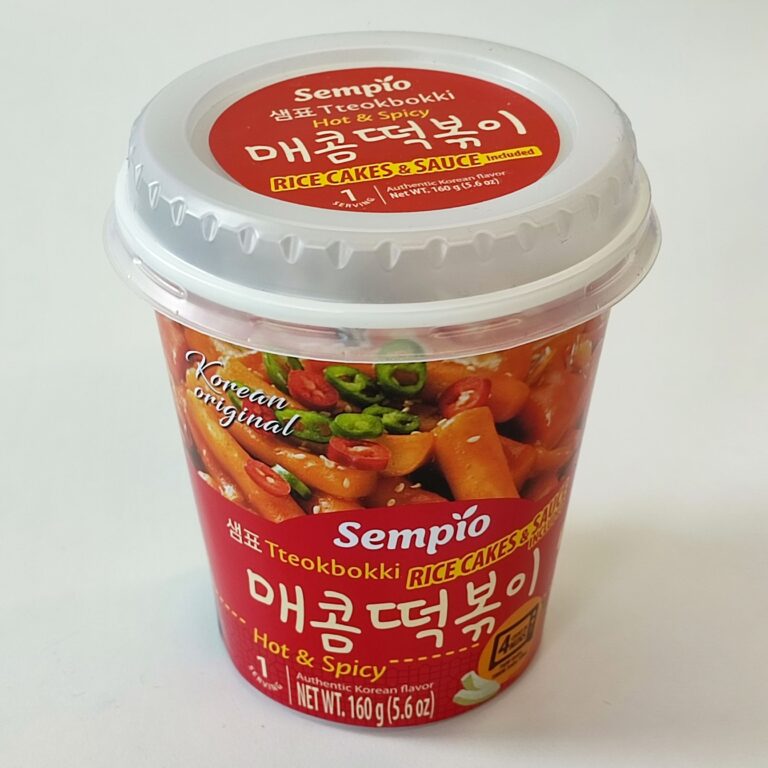 Sempio
샘표 Tteokbokki
Hot & Spicy
매콤떡볶이
RICE CAKES & SAUCE Included
1
SERVING
Authentic Korean flavor
Net WT. 160 g (5.6 oz)
Korean
original
Sempio
샘표 Tteokbokki
RICE CAKES & SAUCE
매콤떡볶이
Hot & Spicy
4
1
SERVING
Authentic Korean flavor
NET WT. 160 g (5.6 oz)